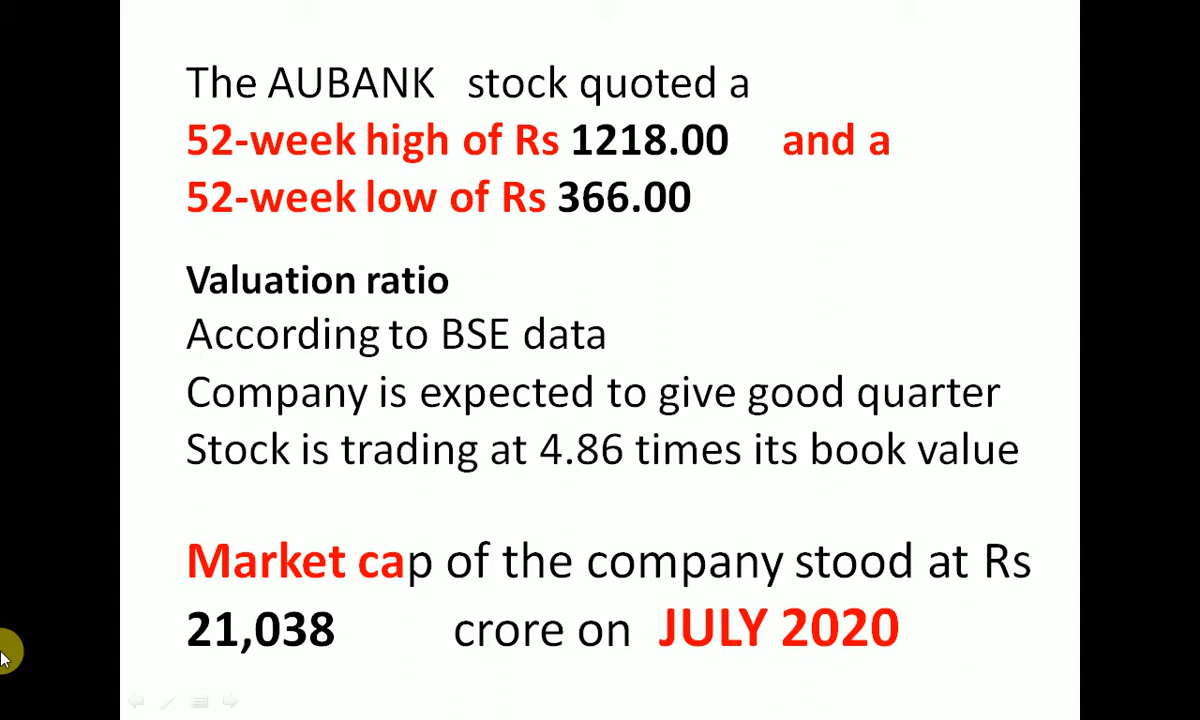 The AUBANK stock quoted a
52-week high of Rs 1218.00 and a
52-week low of Rs 366.00
Valuation ratio
According to BSE data
Company is expected to give good quarter
Stock is trading at 4.86 times its book value
Market cap of the company stood at Rs
21,038 crore on JULY 2020